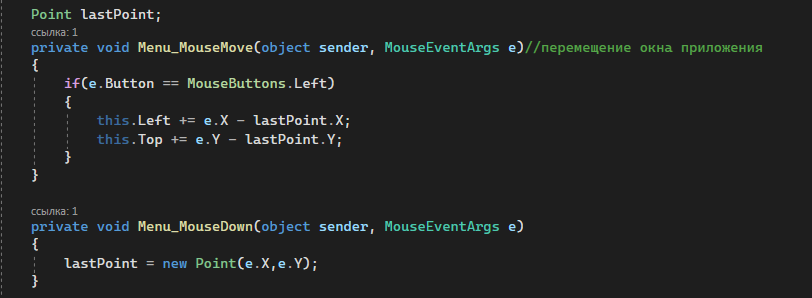 Point lastPoint;
ссылка: 1
private void Menu_MouseMove(object sender, MouseEventArgs e)//перемещение окна приложения
{
if(e.Button == MouseButtons.Left)
{
this.Left += e.X - lastPoint.X;
this.Top += e.Y - lastPoint.Y;
}
}
ссылка: 1
private void Menu_MouseDown(object sender, MouseEventArgs e)
{
lastPoint = new Point(e.X,e.Y);
}